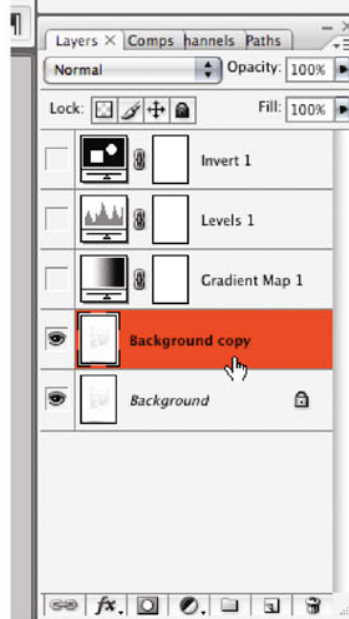 Layers × Comps hannels Paths
Normal Opacity: 100%
Lock: Fill: 100%
Invert 1
Levels 1
Gradient Map 1
Background copy
Background
fx.